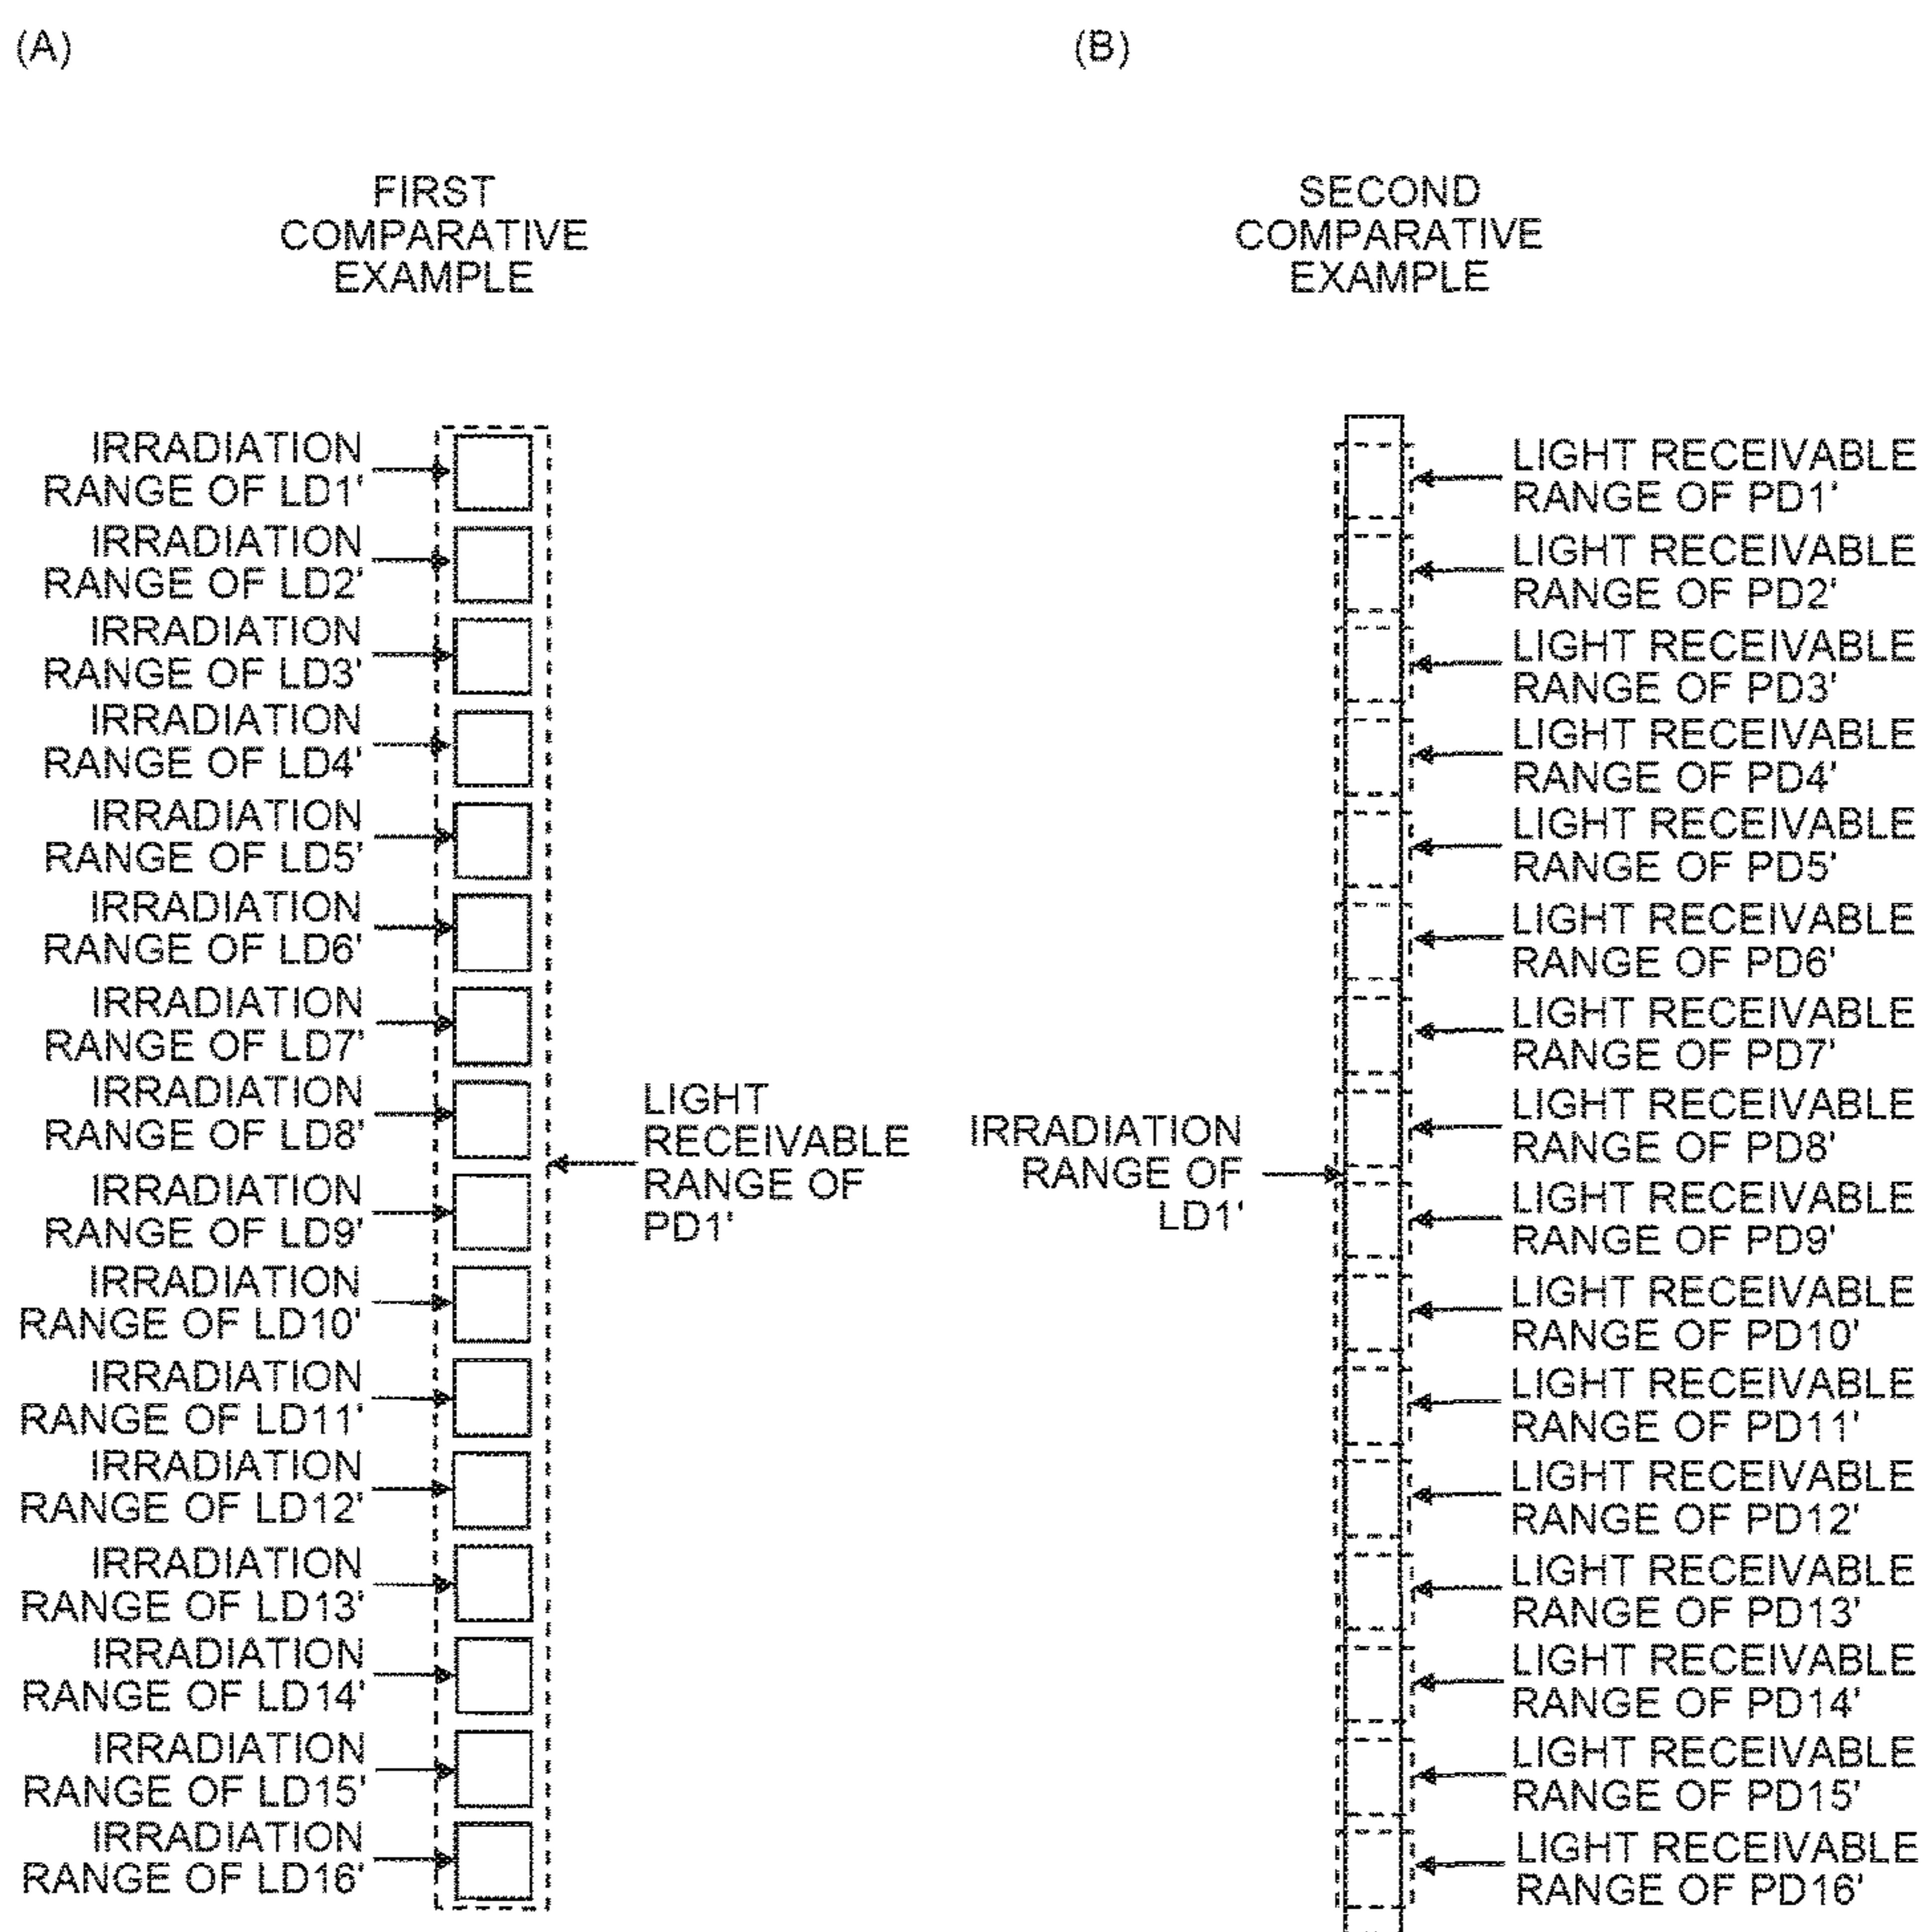 (A)
FIRST
COMPARATIVE
EXAMPLE
IRRADIATION
RANGE OF LD1'
IRRADIATION
RANGE OF LD2'
IRRADIATION
RANGE OF LD3'
IRRADIATION
RANGE OF LD4'
IRRADIATION
RANGE OF LD5'
IRRADIATION
RANGE OF LD6'
IRRADIATION
RANGE OF LD7'
IRRADIATION
RANGE OF LD8'
IRRADIATION
RANGE OF LD9'
IRRADIATION
RANGE OF LD10'
IRRADIATION
RANGE OF LD11'
IRRADIATION
RANGE OF LD12'
IRRADIATION
RANGE OF LD13'
IRRADIATION
RANGE OF LD14'
IRRADIATION
RANGE OF LD15'
IRRADIATION
RANGE OF LD16'
LIGHT
RECEIVABLE
RANGE OF
PD1'
(B)
SECOND
COMPARATIVE
EXAMPLE
IRRADIATION
RANGE OF
LD1'
LIGHT RECEIVABLE
RANGE OF PD1'
LIGHT RECEIVABLE
RANGE OF PD2'
LIGHT RECEIVABLE
RANGE OF PD3'
LIGHT RECEIVABLE
RANGE OF PD4'
LIGHT RECEIVABLE
RANGE OF PD5'
LIGHT RECEIVABLE
RANGE OF PD6'
LIGHT RECEIVABLE
RANGE OF PD7'
LIGHT RECEIVABLE
RANGE OF PD8'
LIGHT RECEIVABLE
RANGE OF PD9'
LIGHT RECEIVABLE
RANGE OF PD10'
LIGHT RECEIVABLE
RANGE OF PD11'
LIGHT RECEIVABLE
RANGE OF PD12'
LIGHT RECEIVABLE
RANGE OF PD13'
LIGHT RECEIVABLE
RANGE OF PD14'
LIGHT RECEIVABLE
RANGE OF PD15'
LIGHT RECEIVABLE
RANGE OF PD16'